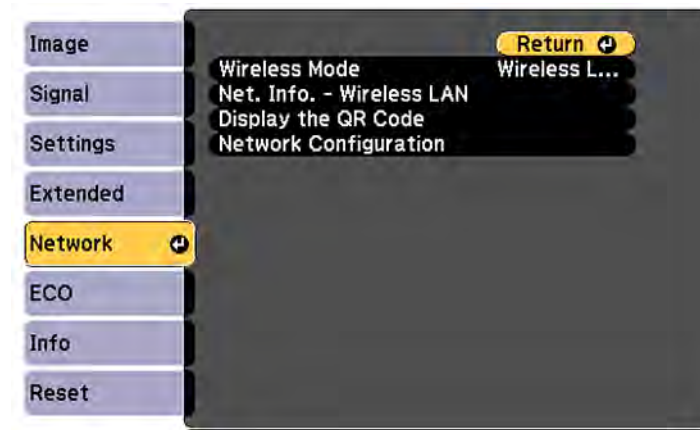 Image
Signal
Settings
Extended
Network
ECO
Info
Reset
Return
Wireless Mode Wireless L...
Net. Info. - Wireless LAN
Display the QR Code
Network Configuration